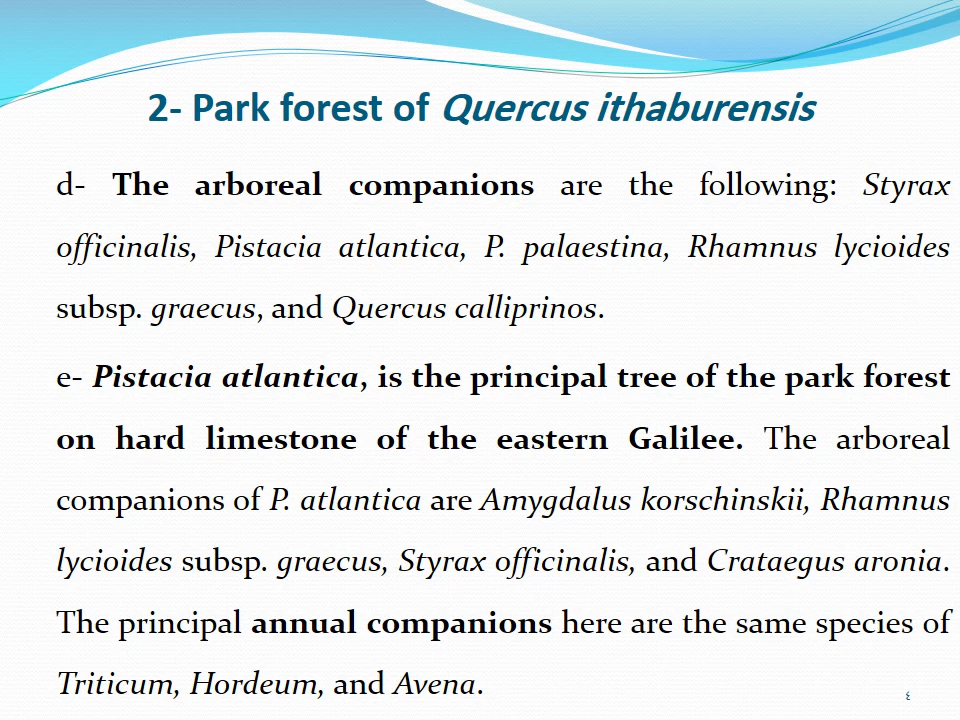 2- Park forest of Quercus ithaburensis
d- The arboreal companions are the following: Styrax
officinalis, Pistacia atlantica, P. palaestina, Rhamnus lycioides
subsp. graecus, and Quercus calliprinos.
e- Pistacia atlantica, is the principal tree of the park forest
on hard limestone of the eastern Galilee. The arboreal
companions of P. atlantica are Amygdalus korschinskii, Rhamnus
lycioides subsp. graecus, Styrax officinalis, and Crataegus aronia.
The principal annual companions here are the same species of
Triticum, Hordeum, and Avena.
٤